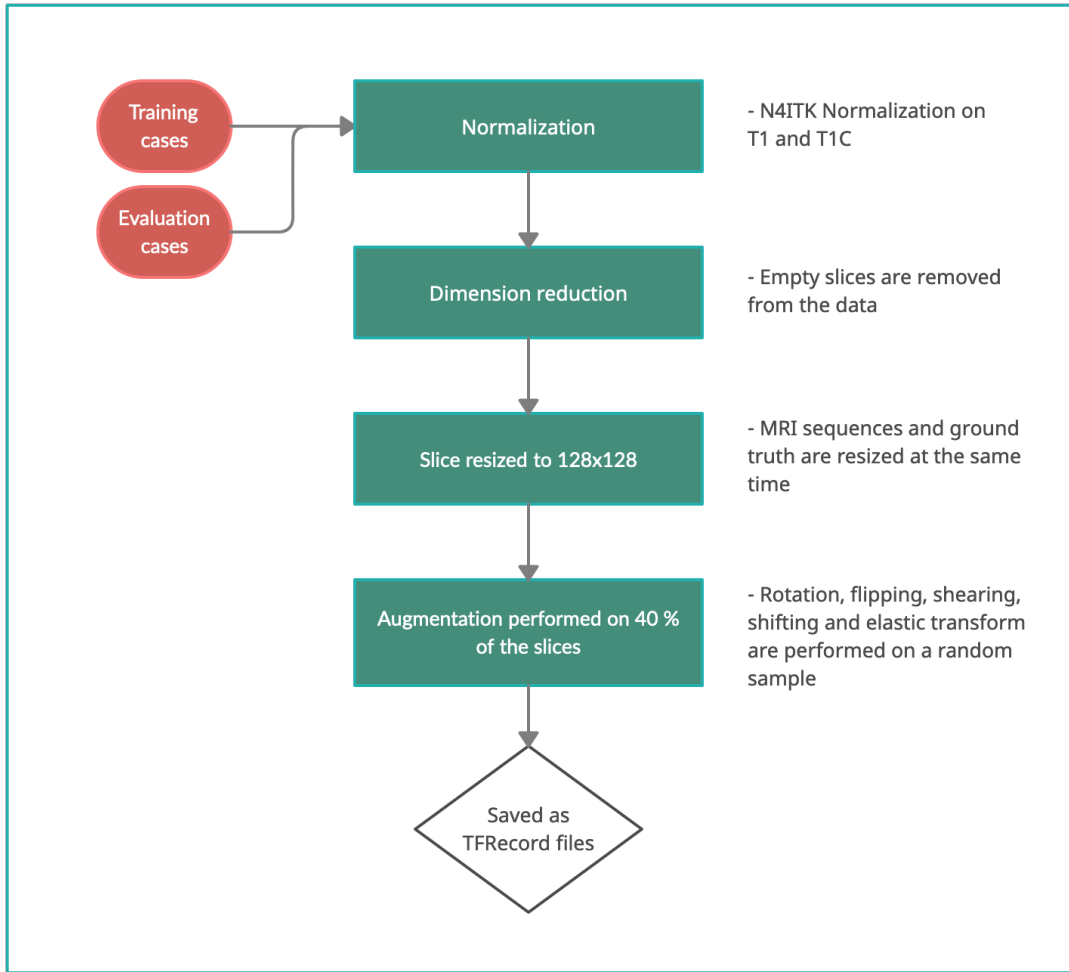 Training
cases
Normalization
- N4ITK Normalization on
T1 and T1C
Evaluation
cases
Dimension reduction
- Empty slices are removed
from the data
Slice resized to 128x128
- MRI sequences and ground
truth are resized at the same
time
Augmentation performed on 40 %
of the slices
- Rotation, flipping, shearing,
shifting and elastic transform
are performed on a random
sample
Saved as
TFRecord files